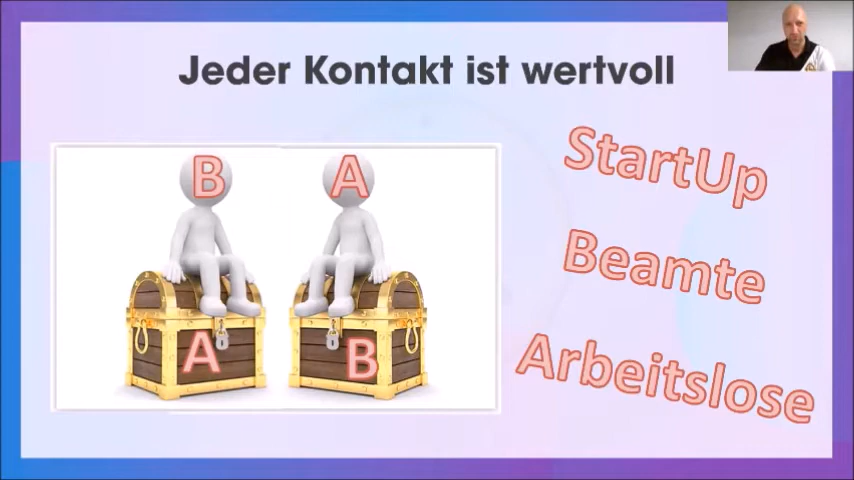 Jeder Kontakt ist wertvoll
B A
A B
StartUp
Beamte
Arbeitslose